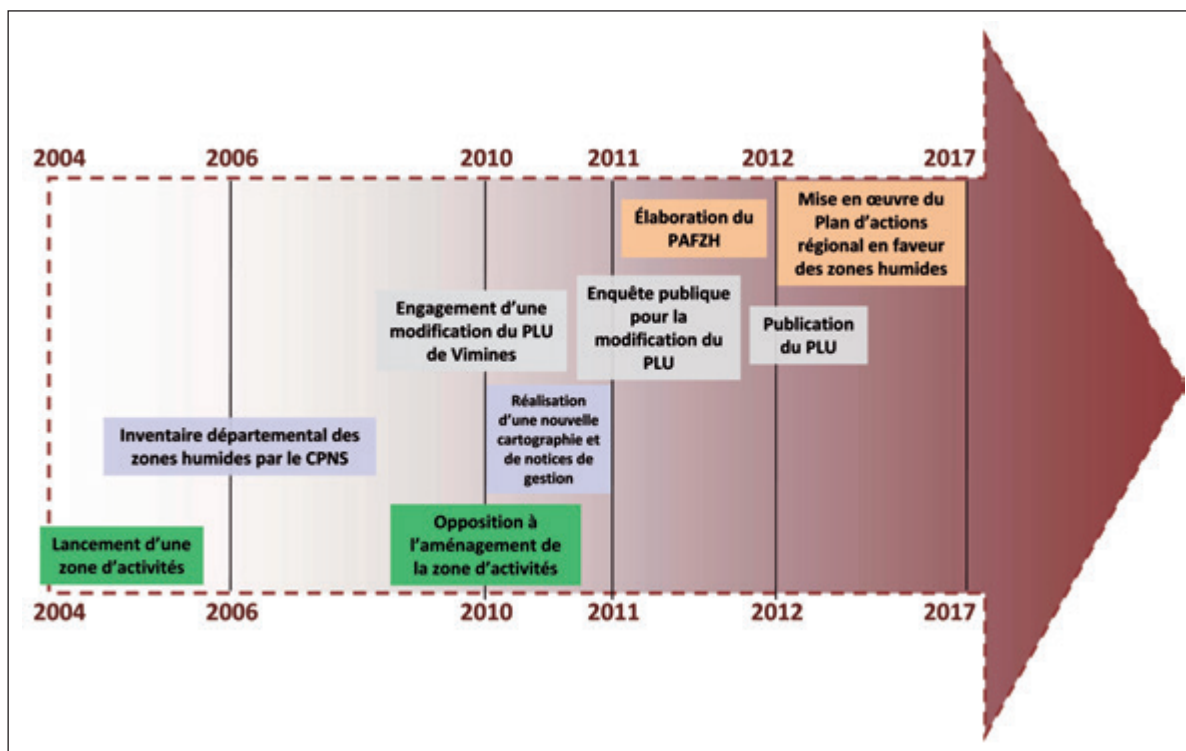 2004 2006 2010 2011 2012 2017
Élaboration du
PAFZH
Mise en œuvre du
Plan d'actions
régional en faveur
des zones humides
Engagement d'une
modification du PLU
de Vimines
Enquête publique
pour la
modification du
PLU
Publication
du PLU
Inventaire départemental des
zones humides par le CPNS
Réalisation
d'une nouvelle
cartographie et
de notices de
gestion
Lancement d'une
zone d'activités
Opposition à
l'aménagement de
la zone d'activités
2004 2006 2010 2011 2012 2017